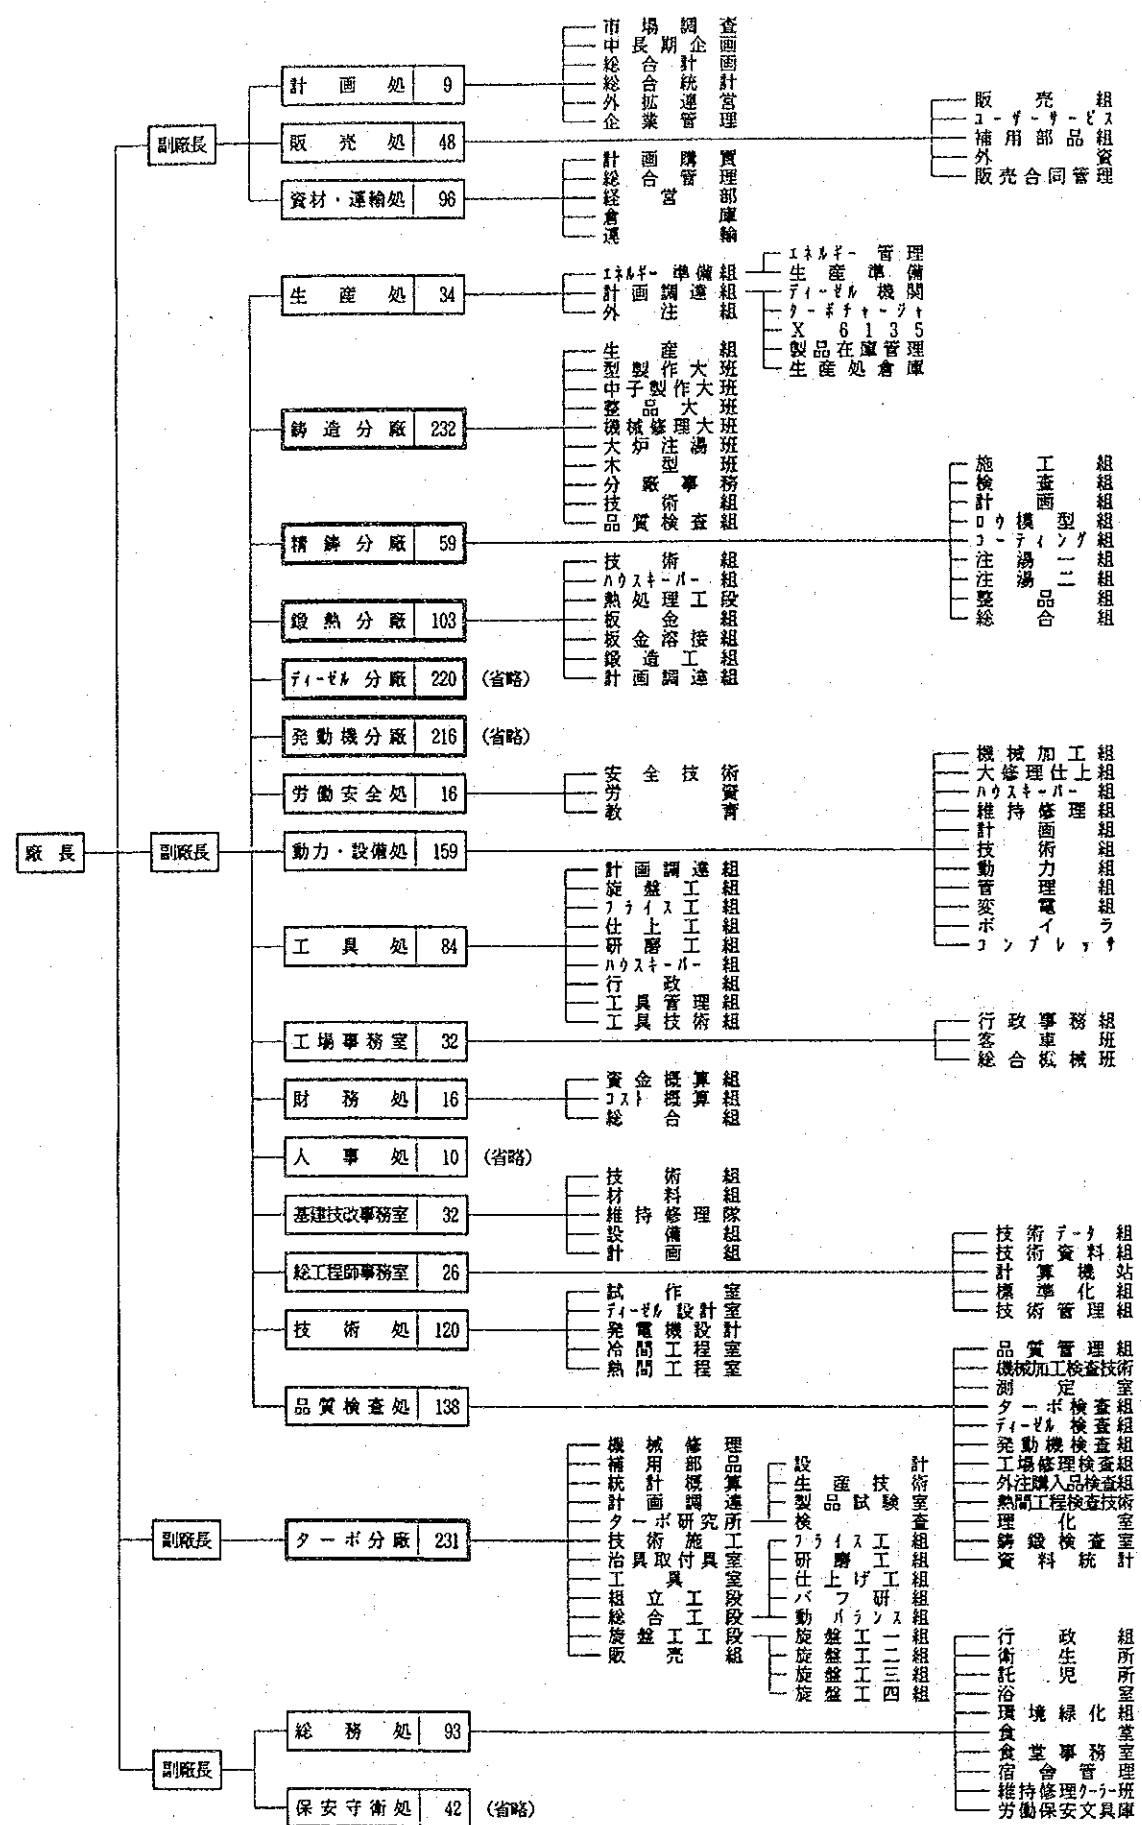 廠長
副廠長
計画処 9
市場調査
中長期企画
総合計画
総合統計
外拡運営
企業管理
販売処 48
販売組
ユーザーサービス
補用部品組
外資
販売合同管理
資材・運輸処 96
計画購買
総合管理
経営部
倉庫
運輸
副廠長
生産処 34
エネルギー準備組
エネルギー管理
生産準備
計画調達組
ディーゼル機関
ターボチャージャ
X6135
製品在庫管理
生産処倉庫
外注組
鋳造分廠 232
生産組
型製作大班
中子製作大班
整品大班
機械修理大班
大炉注湯班
木型班
分廠事務
技術組
品質検査組
精鋳分廠 59
施工組
検査組
計画組
ロウ模型組
コーティング組
注湯一組
注湯二組
整品組
総合組
鍛熱分廠 103
技術組
ハウスキーパー組
熱処理工段
板金組
板金溶接組
鍛造工組
計画調達組
ディーゼル分廠 220 (省略)
発動機分廠 216 (省略)
労働安全処 16
安全技術
労資
教育
動力・設備処 159
機械加工組
大修理仕上組
ハウスキーパー組
維持修理組
計画組
技術組
動力組
管理組
変電組
ボイラ
コンプレッサ
工具処 84
計画調達組
旋盤工組
フライス工組
仕上工組
研磨工組
ハウスキーパー組
行政組
工具管理組
工具技術組
工場事務室 32
行政事務組
客車班
総合機械班
財務処 16
資金概算組
コスト概算組
総合組
人事処 10 (省略)
基建技改事務室 32
技術組
材料組
維持修理隊
設備組
計画組
総工程師事務室 26
技術データ組
技術資料組
計算機站
標準化組
技術管理組
技術処 120
試作室
ディーゼル設計室
発電機設計
冷間工程室
熱間工程室
品質検査処 138
品質管理組
機械加工検査技術
測定室
ターボ検査組
ディーゼル検査組
発動機検査組
工場修理検査組
外注購入品検査組
熱間工程検査技術
理化室
鋳鍛検査室
資料統計
副廠長
ターボ分廠 231
機械修理
補用部品
統計概算
計画調達
ターボ研究所
設計
生産技術
製品試験室
検査
技術施工
治具取付具室
工具室
組立工段
総合工段
フライス工組
研磨工組
仕上げ工組
バフ研組
動バランス組
旋盤工工段
旋盤工一組
旋盤工二組
旋盤工三組
旋盤工四組
販売組
副廠長
総務処 93
行政組
衛生所
託児所
浴室
環境緑化組
食堂
食堂事務室
宿舎管理
維持修理クーラー班
労働保安文具庫
保安守衛処 42 (省略)